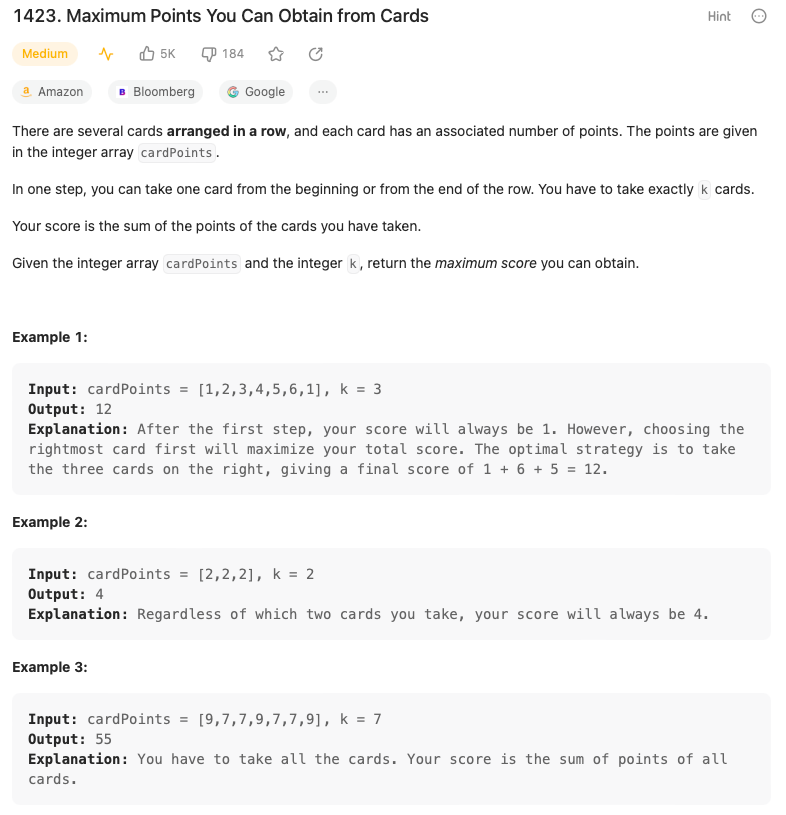 1423. Maximum Points You Can Obtain from Cards
Hint
Medium
5K
184
Amazon
Bloomberg
Google
...
There are several cards arranged in a row, and each card has an associated number of points. The points are given
in the integer array cardPoints.
In one step, you can take one card from the beginning or from the end of the row. You have to take exactly k cards.
Your score is the sum of the points of the cards you have taken.
Given the integer array cardPoints and the integer k, return the maximum score you can obtain.
Example 1:
Input: cardPoints = [1,2,3,4,5,6,1], k = 3
Output: 12
Explanation: After the first step, your score will always be 1. However, choosing the
rightmost card first will maximize your total score. The optimal strategy is to take
the three cards on the right, giving a final score of 1 + 6 + 5 = 12.
Example 2:
Input: cardPoints = [2,2,2], k = 2
Output: 4
Explanation: Regardless of which two cards you take, your score will always be 4.
Example 3:
Input: cardPoints = [9,7,7,9,7,7,9], k = 7
Output: 55
Explanation: You have to take all the cards. Your score is the sum of points of all
cards.